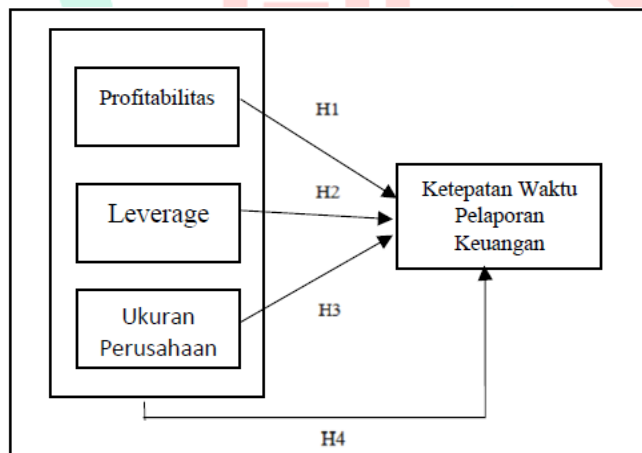 Profitabilitas
H1
Leverage
H2
Ketepatan Waktu
Pelaporan
Keuangan
Ukuran
Perusahaan
H3
H4